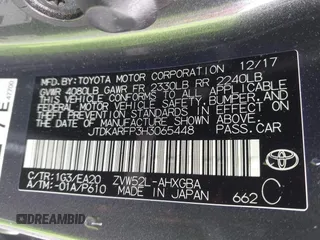 MFD. BY: TOYOTA MOTOR CORPORATION 12/17
GVWR 4080LB GAWR FR 2330LB RR 2240LB
THIS VEHICLE CONFORMS TO ALL APPLICABLE
FEDERAL MOTOR VEHICLE SAFETY, BUMPER, AND
THEFT PREVENTION STANDARDS IN EFFECT ON
THE DATE OF MANUFACTURE SHOWN ABOVE.
JTDKARFP3H3065448
C/TR:1G3/EA20 ZVW52L-AHXGBA
A/TM:-01A/P610 MADE IN JAPAN 662 C
TOYOTA
DREAMBID